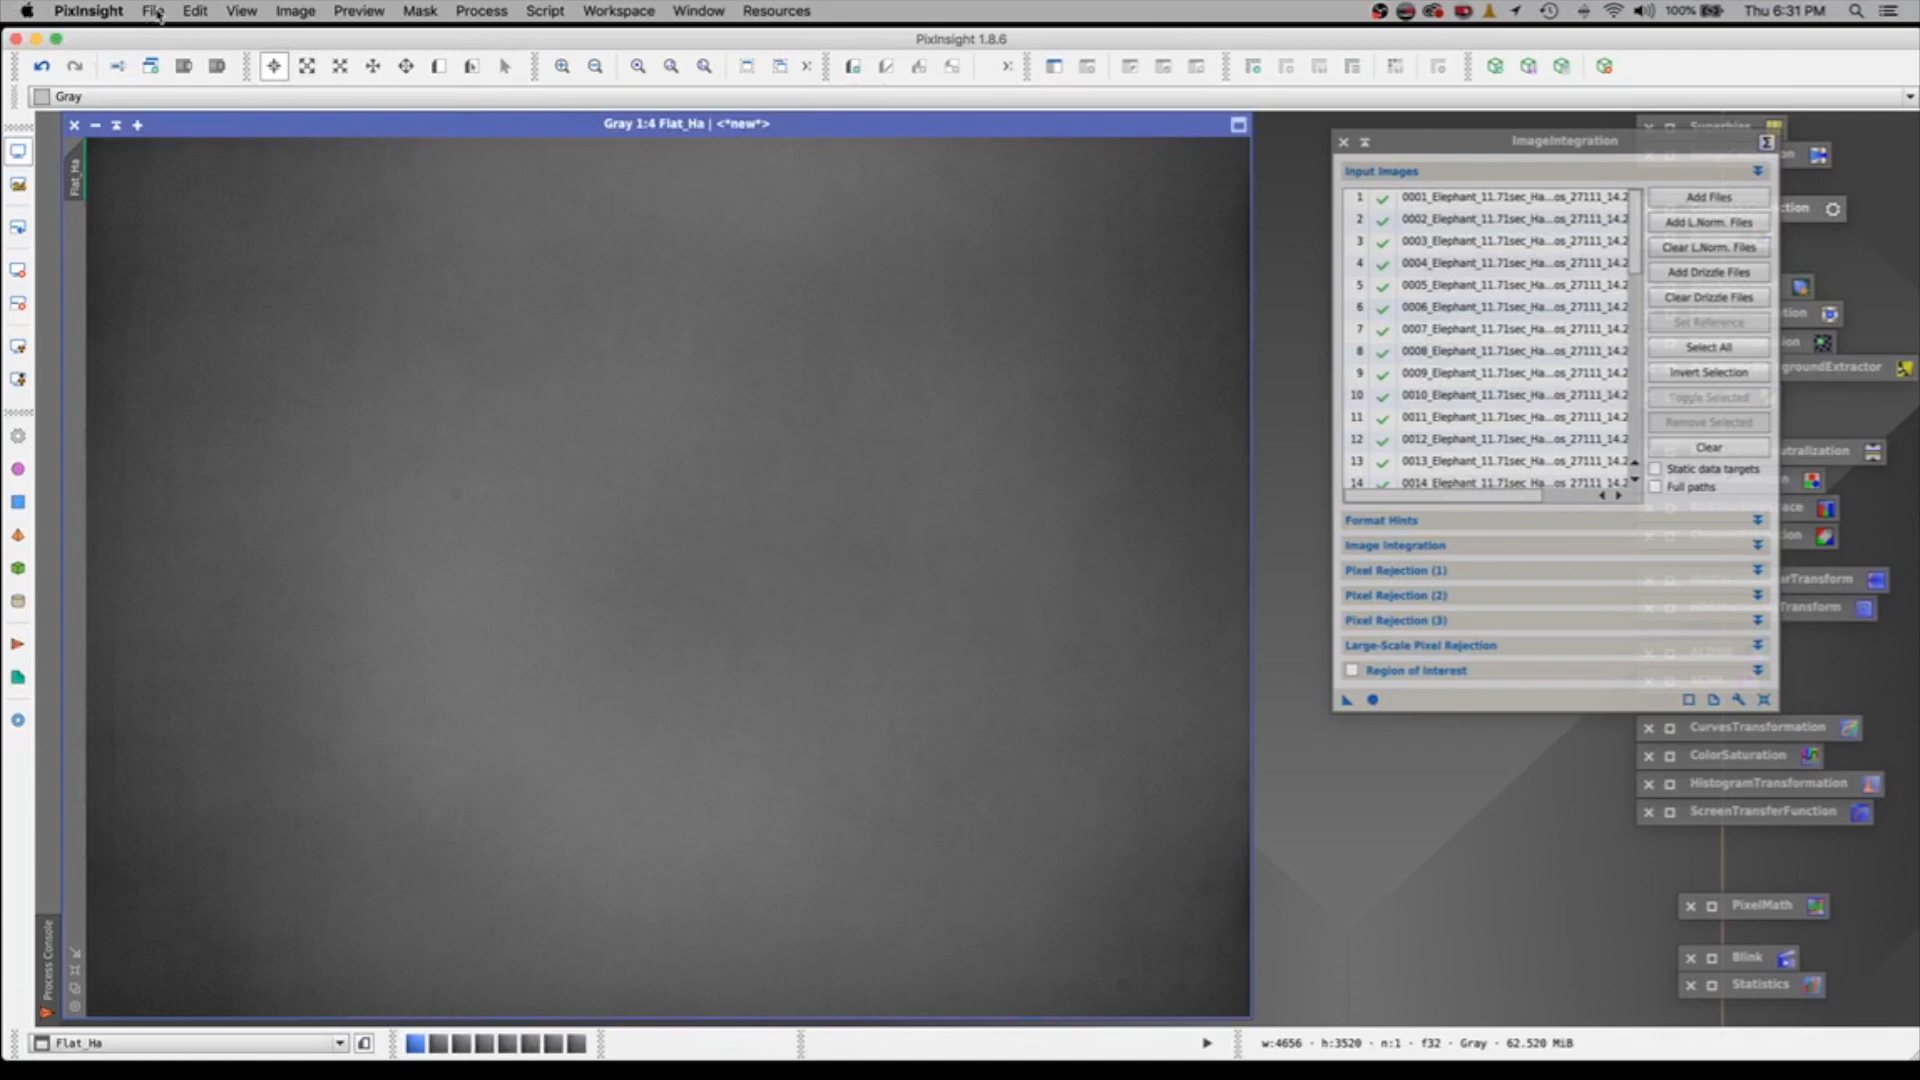 PixInsight File Edit View Image Preview Mask Process Script Workspace Window Resources 100% Thu 6:31 PM
PixInsight 1.8.6
Gray
Gray 1:4 Flat_Ha | <*new*>
Flat_Ha
ImageIntegration
Input Images
1 0001_Elephant_11.71sec_Ha...os_27111_14.2
2 0002_Elephant_11.71sec_Ha...os_27111_14.2
3 0003_Elephant_11.71sec_Ha...os_27111_14.2
4 0004_Elephant_11.71sec_Ha...os_27111_14.2
5 0005_Elephant_11.71sec_Ha...os_27111_14.2
6 0006_Elephant_11.71sec_Ha...os_27111_14.2
7 0007_Elephant_11.71sec_Ha...os_27111_14.2
8 0008_Elephant_11.71sec_Ha...os_27111_14.2
9 0009_Elephant_11.71sec_Ha...os_27111_14.2
10 0010_Elephant_11.71sec_Ha...os_27111_14.2
11 0011_Elephant_11.71sec_Ha...os_27111_14.2
12 0012_Elephant_11.71sec_Ha...os_27111_14.2
13 0013_Elephant_11.71sec_Ha...os_27111_14.2
14 0014_Elephant_11.71sec_Ha...os_27111_14.2
Add Files
Add L.Norm. Files
Clear L.Norm. Files
Add Drizzle Files
Clear Drizzle Files
Set Reference
Select All
Invert Selection
Toggle Selected
Remove Selected
Clear
Static data targets
Full paths
Format Hints
Image Integration
Pixel Rejection (1)
Pixel Rejection (2)
Pixel Rejection (3)
Large-Scale Pixel Rejection
Region of Interest
Superbias
groundExtractor
utralization
arTransform
Transform
CurvesTransformation
ColorSaturation
HistogramTransformation
ScreenTransferFunction
PixelMath
Blink
Statistics
Process Console
Flat_Ha
w:4656 · h:3520 · n:1 · f32 · Gray · 62.520 MiB